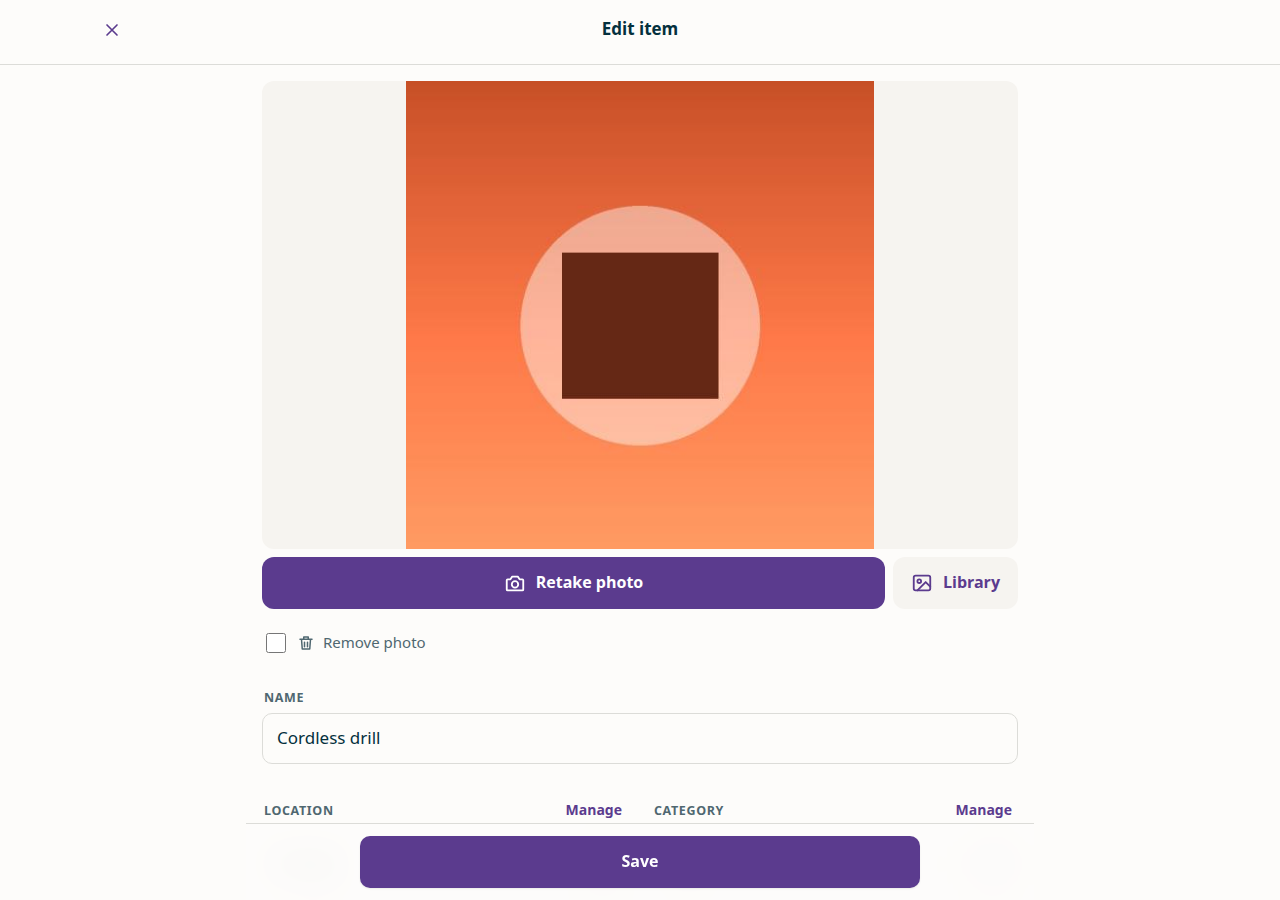 Edit item
Retake photo
Library
Remove photo
NAME
Cordless drill
LOCATION
Manage
CATEGORY
Manage
Save